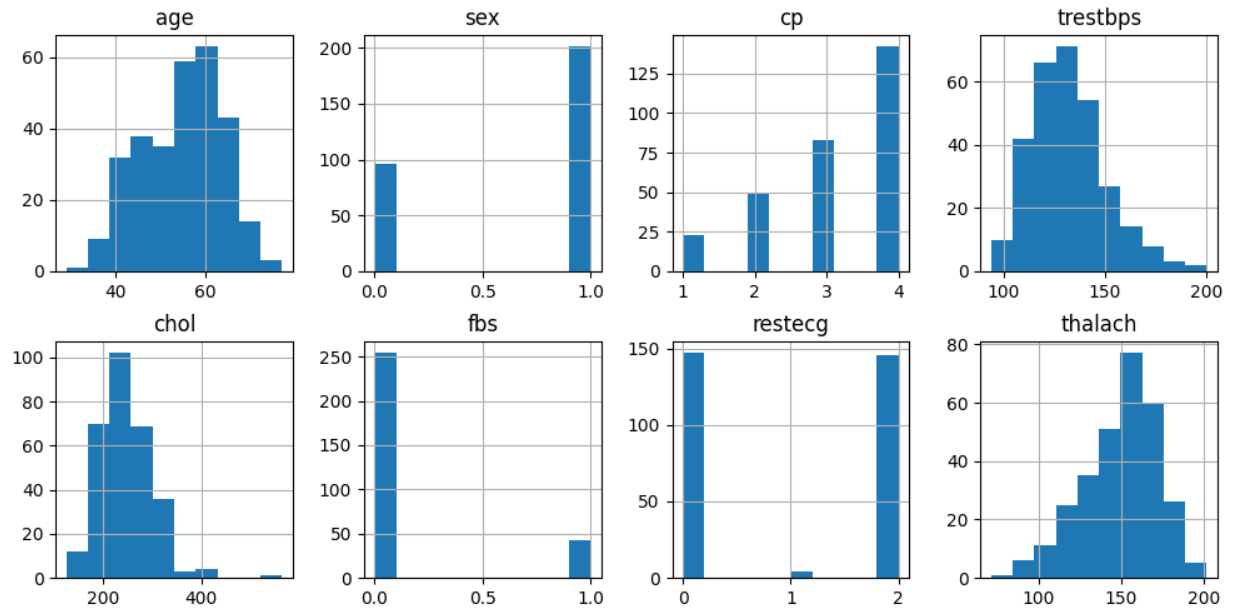 age sex cp trestbps
60 200 125 60
40 150 100 40
20 100 75 20
0 50 50 0
0 25
0
40 60 0.0 0.5 1.0 1 2 3 4 100 150 200
chol fbs restecg thalach
100 250 150 80
80 200 100 60
60 150 50 40
40 100 0 20
20 50 0
0 0
200 400 0.0 0.5 1.0 0 1 2 100 150 200